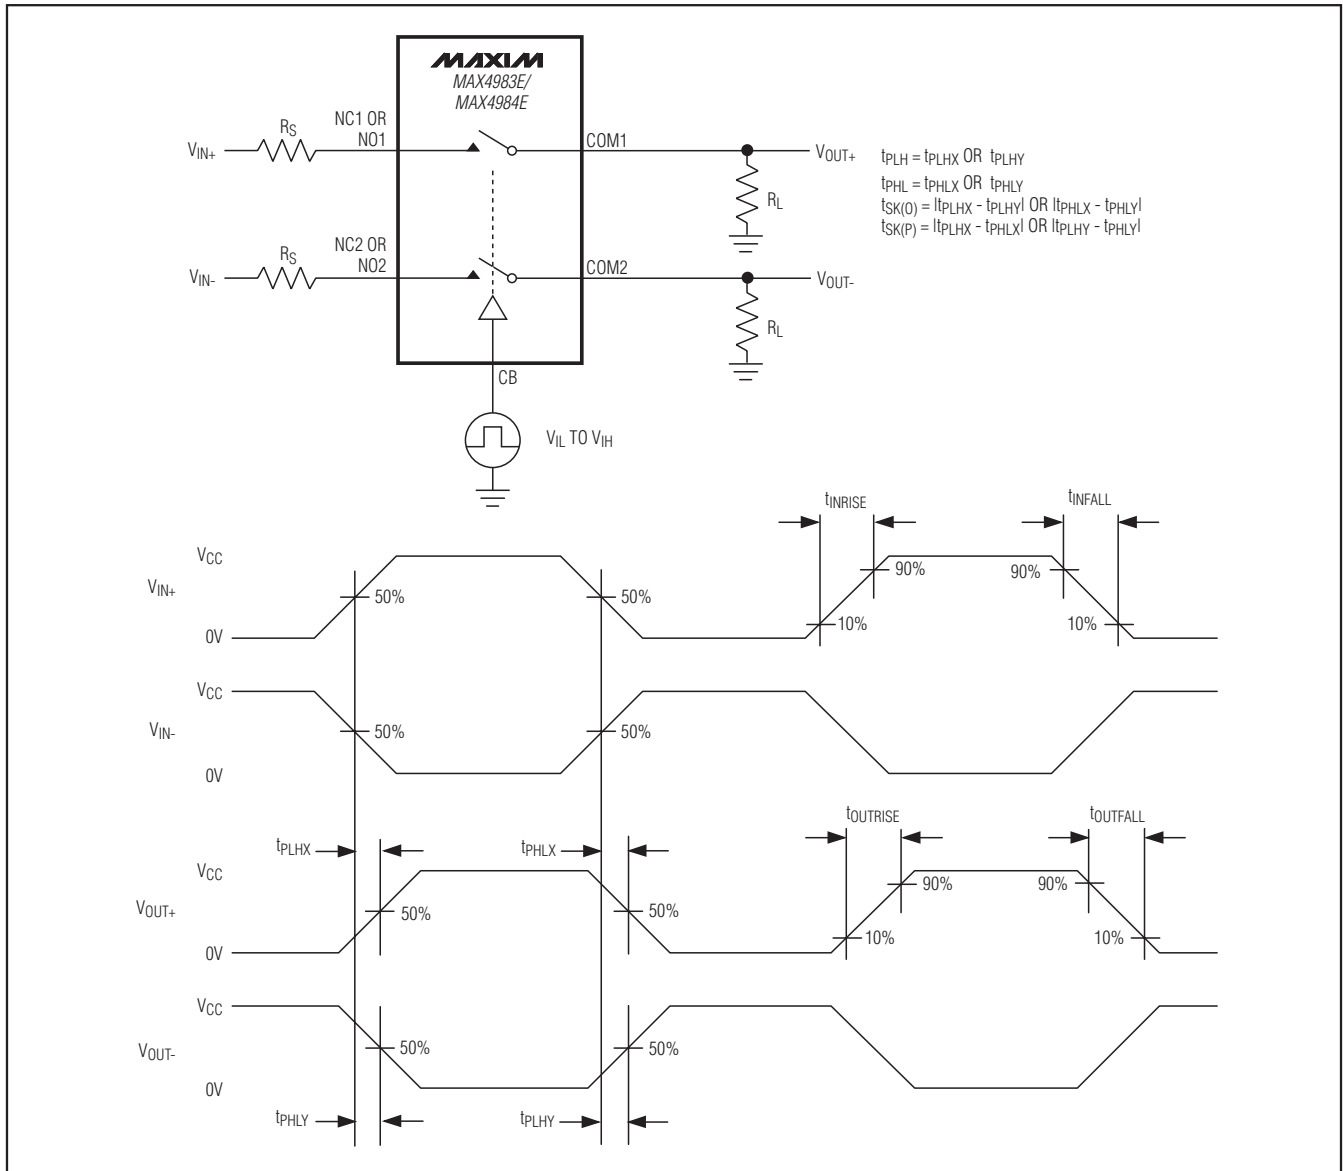 MAXIM
MAX4983E/
MAX4984E
NC1 OR
NO1
RS
VIN+
COM1
VOUT+
RL
tPLH = tPLHX OR tPLHY
tPHL = tPHLX OR tPHLY
tSK(O) = |tPLHX - tPLHY| OR |tPHLX - tPHLY|
tSK(P) = |tPLHX - tPHLX| OR |tPLHY - tPHLY|
NC2 OR
NO2
RS
VIN-
COM2
VOUT-
RL
CB
VIL TO VIH
tINRISE
tINFALL
VCC
VIN+
0V
50%
50%
90%
10%
90%
10%
VCC
VIN-
0V
50%
50%
tOUTRISE
tOUTFALL
tPLHX
tPHLX
VCC
VOUT+
0V
50%
50%
90%
10%
90%
10%
VCC
VOUT-
0V
50%
50%
tPHLY
tPLHY